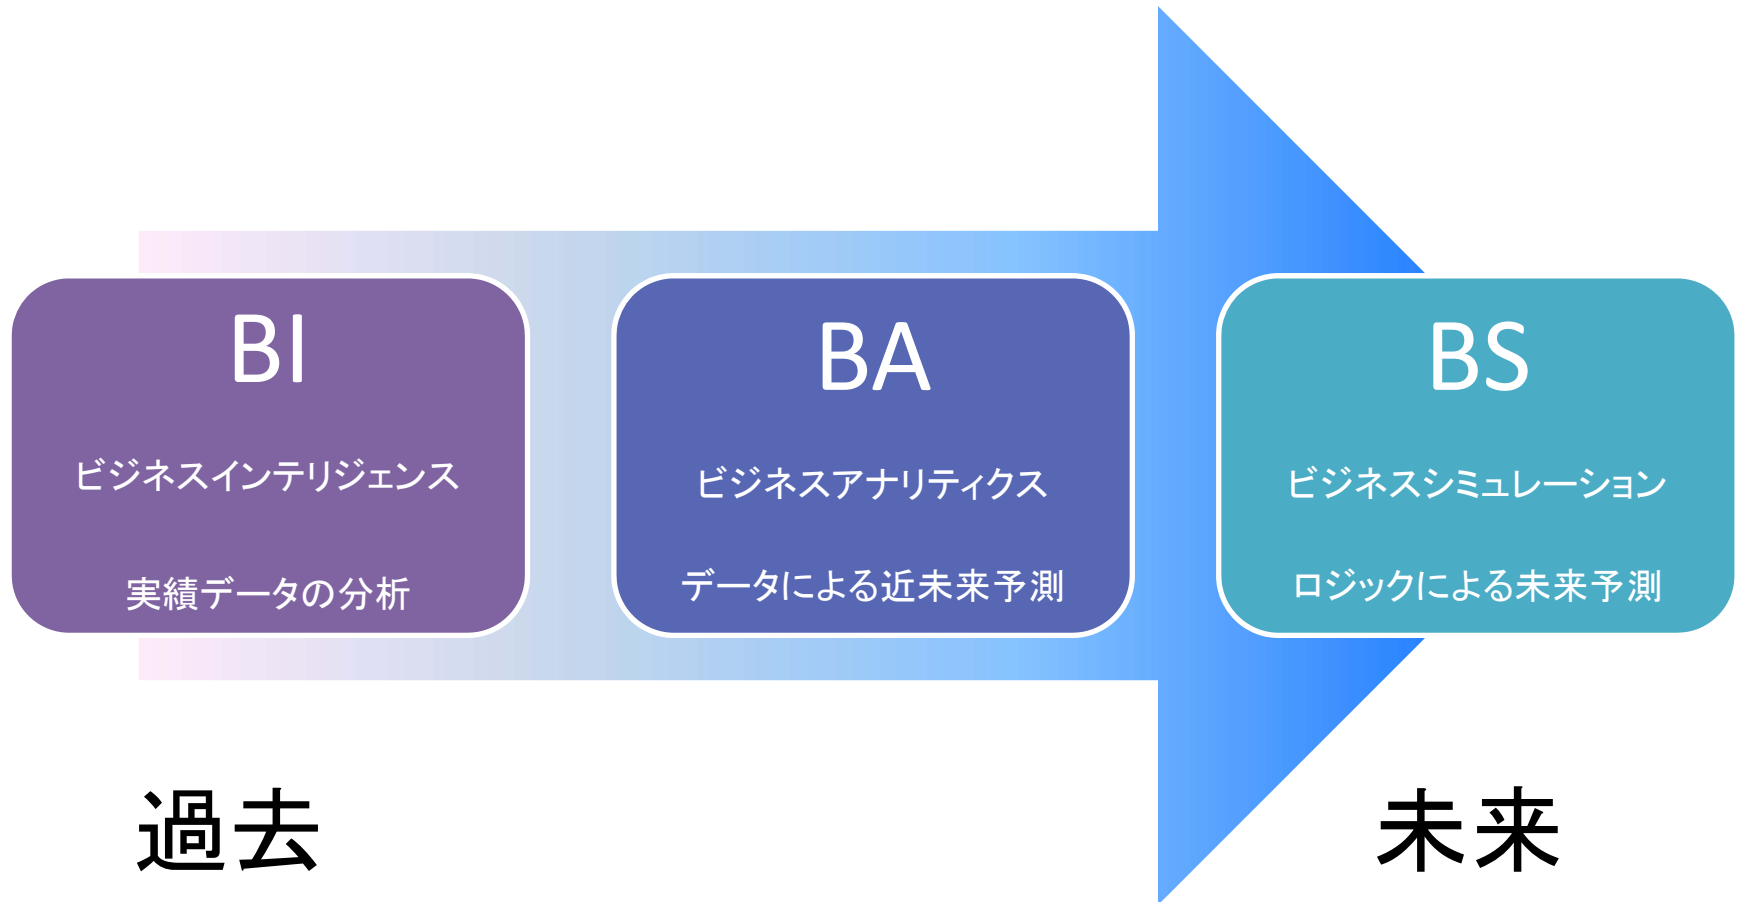 BI
ビジネスインテリジェンス
実績データの分析
BA
ビジネスアナリティクス
データによる近未来予測
BS
ビジネスシミュレーション
ロジックによる未来予測
過去
未来